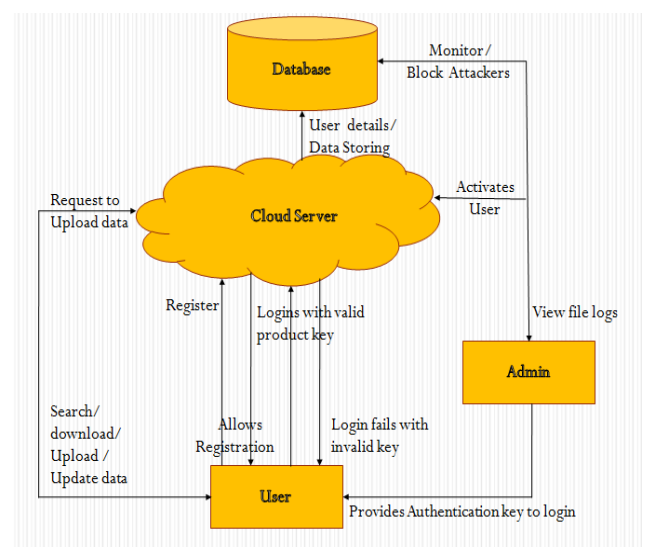 Database
Monitor/
Block Attackers
User details/
Data Storing
Request to
Upload data
Cloud Server
Activates
User
Register
Logins with valid
product key
View file logs
Admin
Search/
download/
Upload /
Update data
Allows
Registration
Login fails with
invalid key
User
Provides Authentication key to login